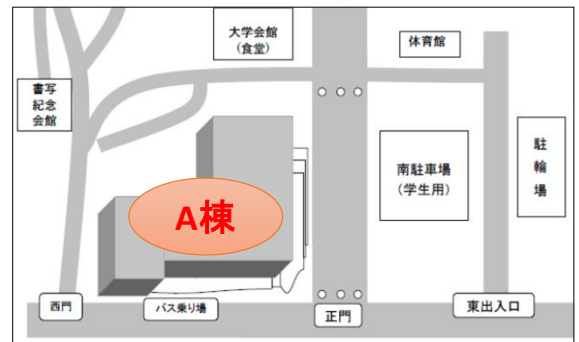 大学会館
(食堂)
体育館
書写
紀念
会館
駐
輪
場
南駐車場
(学生用)
A棟
西門
バス乗り場
正門
東出入口